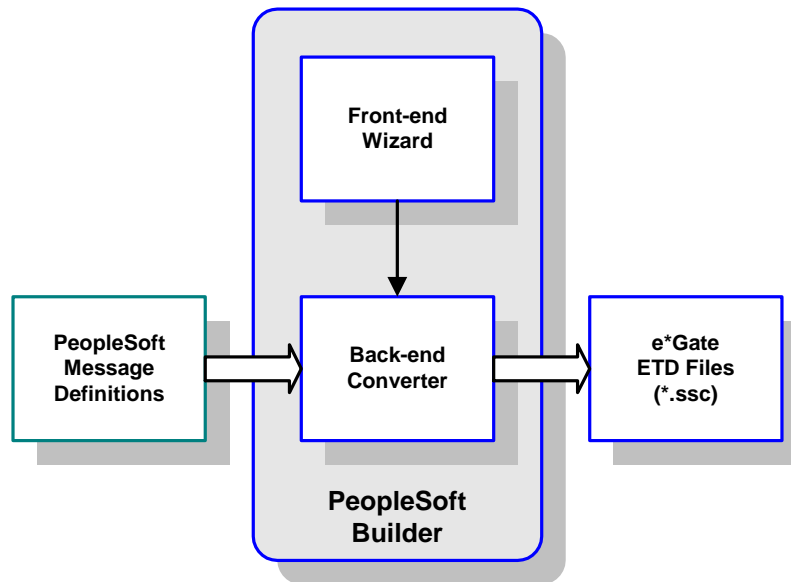 Front-end
Wizard
PeopleSoft
Message
Definitions
Back-end
Converter
e*Gate
ETD Files
(*.ssc)
PeopleSoft
Builder